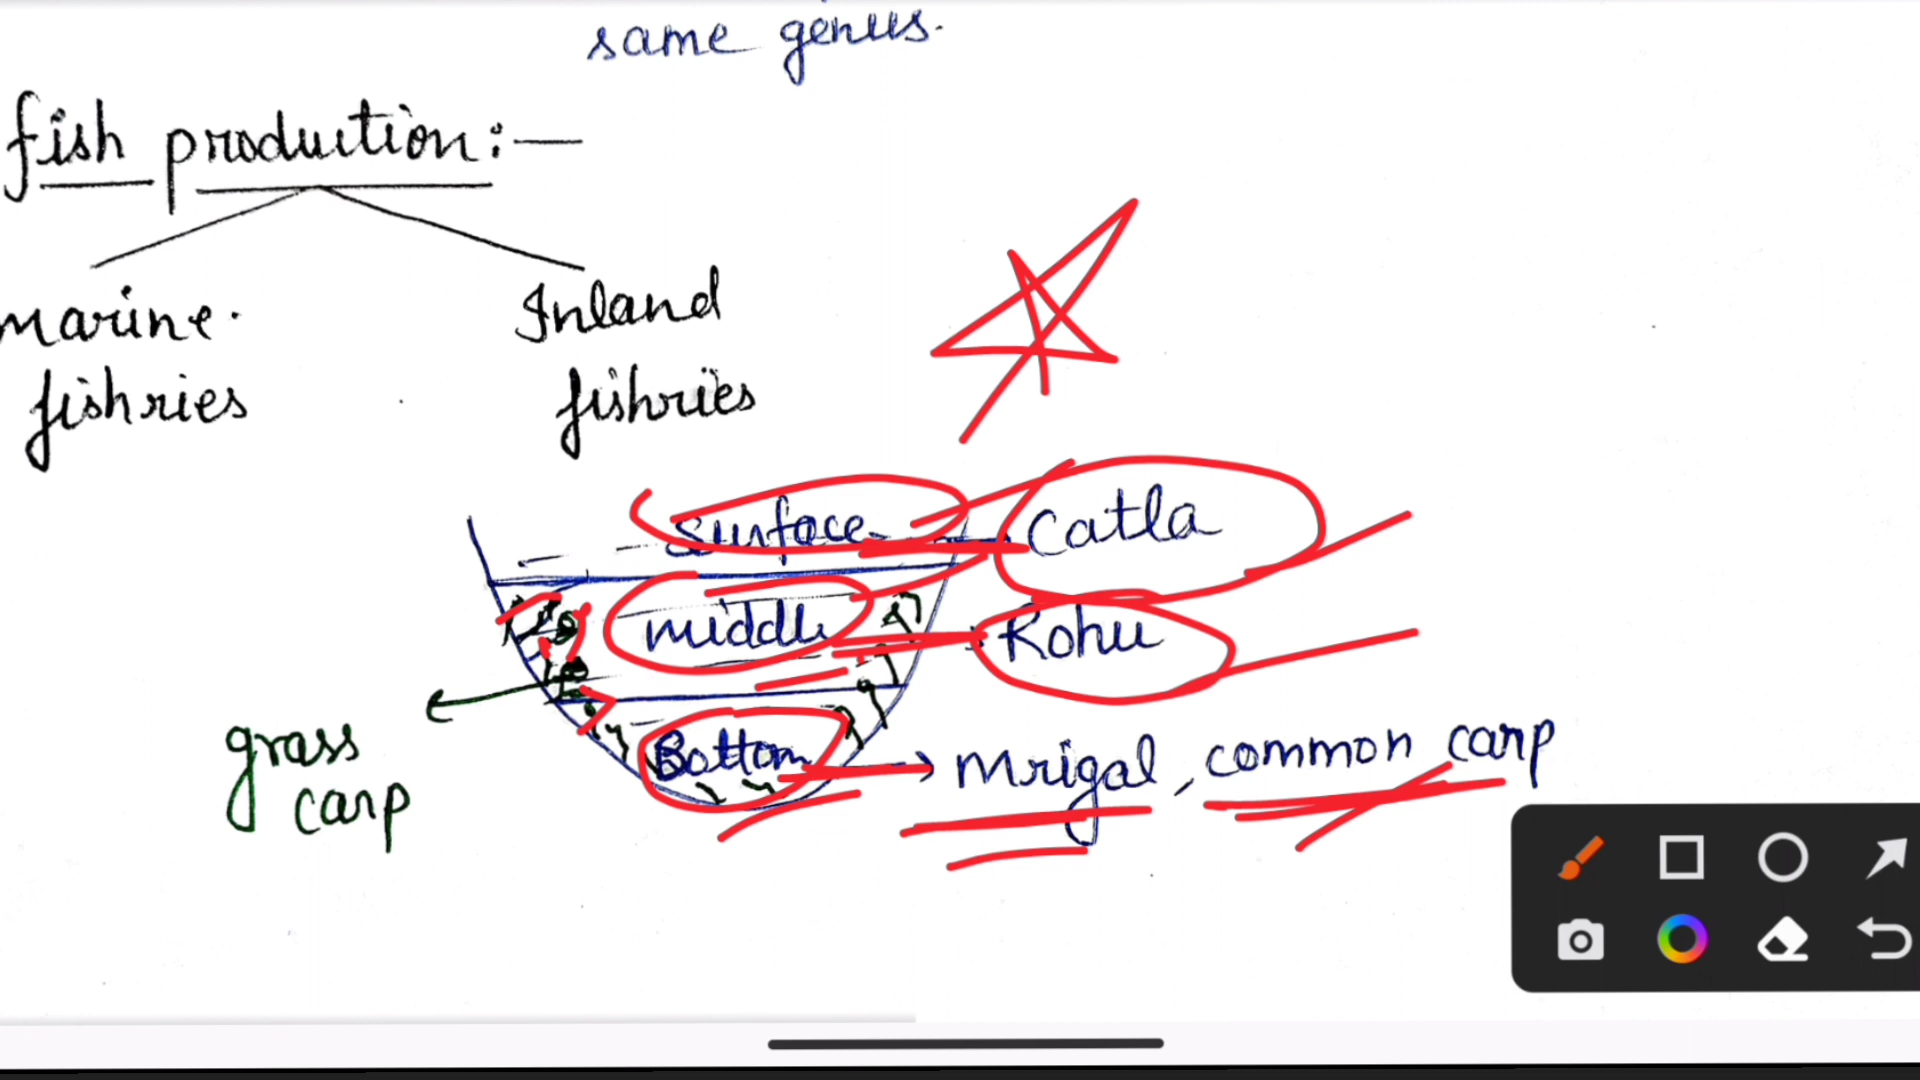 same genus.
fish production:—
marine. Inland
fishries fishries
surface → Catla
middle → Rohu
Bottom → Mrigal, common carp
grass
carp